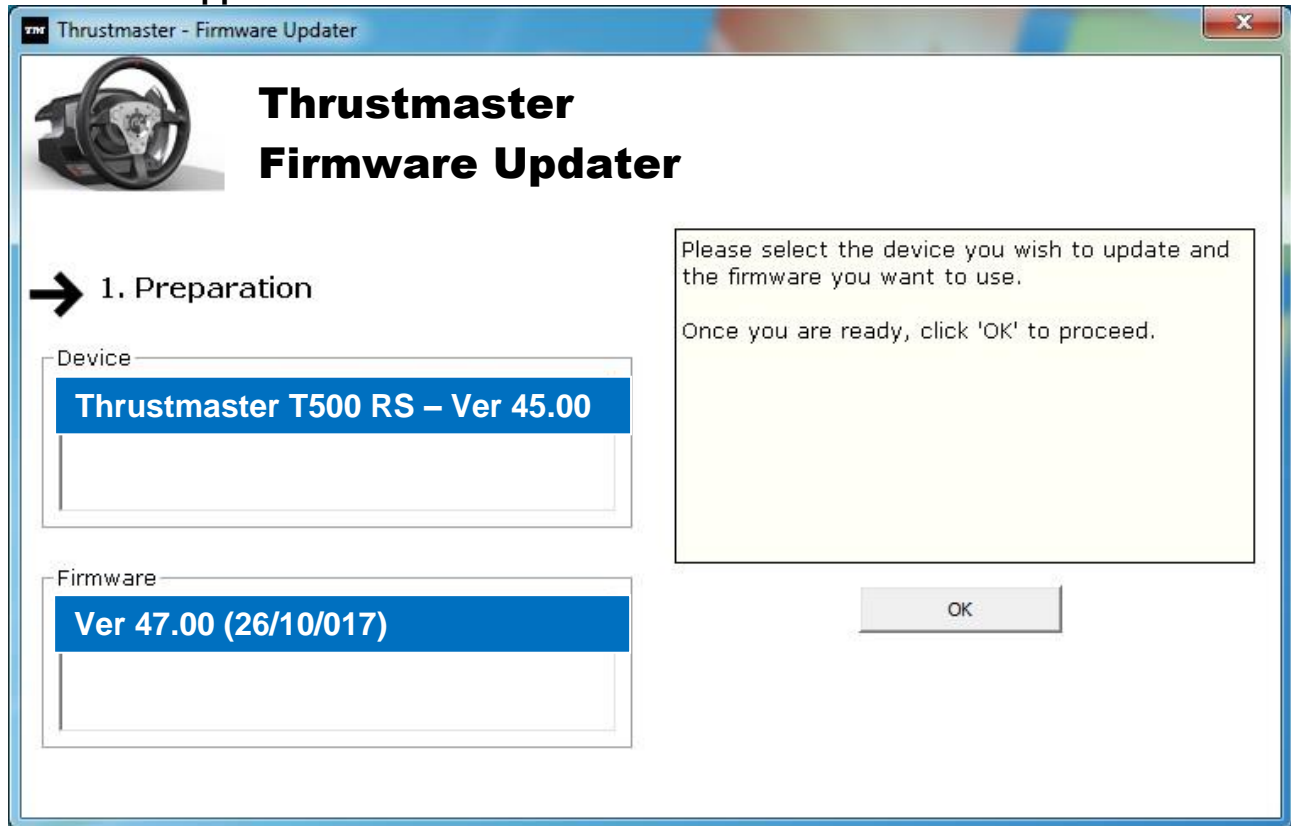 Thrustmaster - Firmware Updater
Thrustmaster
Firmware Updater
1. Preparation
Please select the device you wish to update and
the firmware you want to use.
Once you are ready, click 'OK' to proceed.
Device
Thrustmaster T500 RS – Ver 45.00
Firmware
Ver 47.00 (26/10/017)
OK